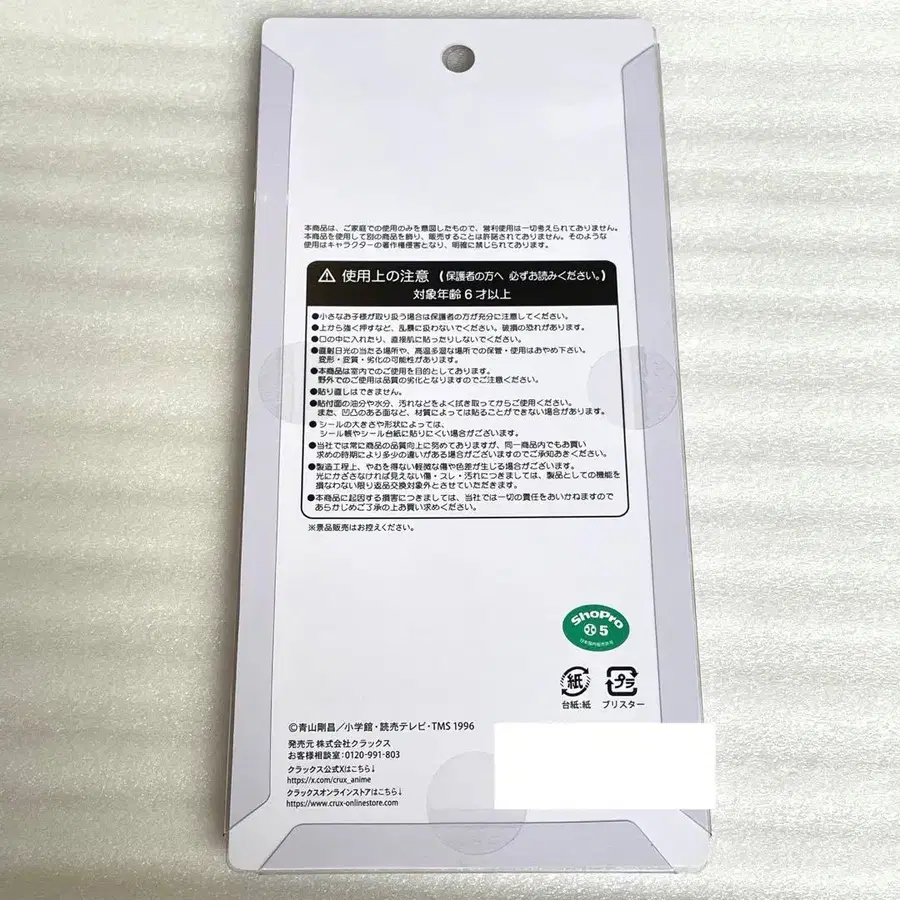 本商品は、ご家庭での使用のみを意図したもので、営利使用は一切考えられておりません。
本商品を使用して別の商品を飾り、販売することは許諾されておりません。そのような
使用はキャラクターの著作権侵害となり、明確に禁じられております。
⚠ 使用上の注意 (保護者の方へ 必ずお読みください。)
対象年齢6才以上
●小さなお子様が取り扱う場合は保護者の方が充分に注意してください。
●上から強く押すなど、乱暴に扱わないでください。破損の恐れがあります。
●口の中に入れたり、直接肌に貼ったりしないでください。
●直射日光の当たる場所や、高温多湿な場所での保管・使用はおやめ下さい。
変形・変質・劣化の可能性があります。
●本商品は室内でのご使用を目的としております。
野外でのご使用は品質の劣化となりますのでご注意ください。
●貼り直しはできません。
●貼付面の油分や水分、汚れなどをよく拭き取ってからご使用ください。
また、凹凸のある面など、材質によっては貼ることができない場合があります。
●シールの大きさや形状によっては、
シール帳やシール台紙に貼りにくい場合がございます。
●当社では常に商品の品質向上に努めておりますが、同一商品内でもお買い
求めの時期により多少の違いがある場合がございますのでご承知おきください。
●製造工程上、やむを得ない軽微な傷や色差が生じる場合がございます。
光にかざさなければ見えない傷・スレ・汚れにつきましては、製品としての機能を
損なわない限り返品交換対象外とさせていただきます。
●本商品に起因する損害につきましては、当社では一切の責任をおいかねますので
あらかじめご了承の上お買い求めください。
※景品販売はお控えください。
ShoPro
5
日本国内販売許諾
紙
プラ
台紙:紙 ブリスター
©青山剛昌/小学館・読売テレビ・TMS 1996
発売元 株式会社クラックス
お客様相談室:0120-991-803
クラックス公式Xはこちら↓
https://x.com/crux_anime
クラックスオンラインストアはこちら↓
https://www.crux-onlinestore.com